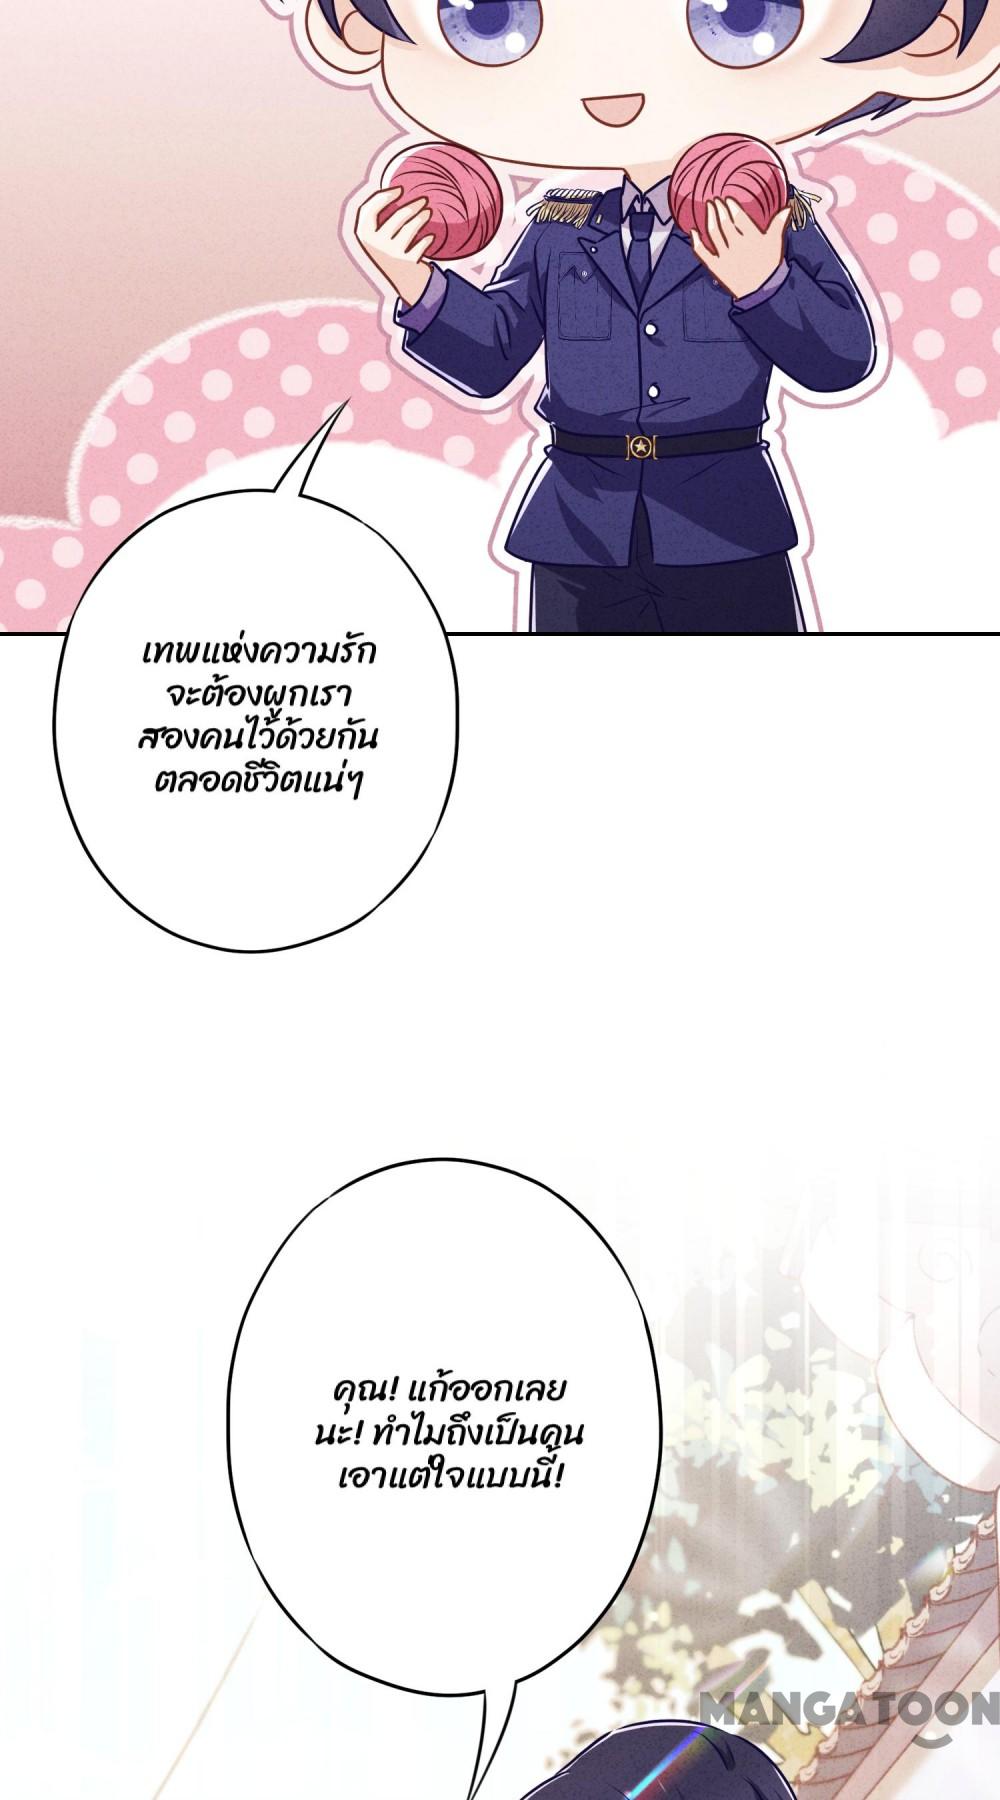 เทพแห่งความรัก
จะต้องผูกเรา
สองคนไว้ด้วยกัน
ตลอดชีวิตแน่ๆ
คุณ! แก้ออกเลย
นะ! ทำไมถึงเป็นคน
เอาแต่ใจแบบนี้!
MANGATOON